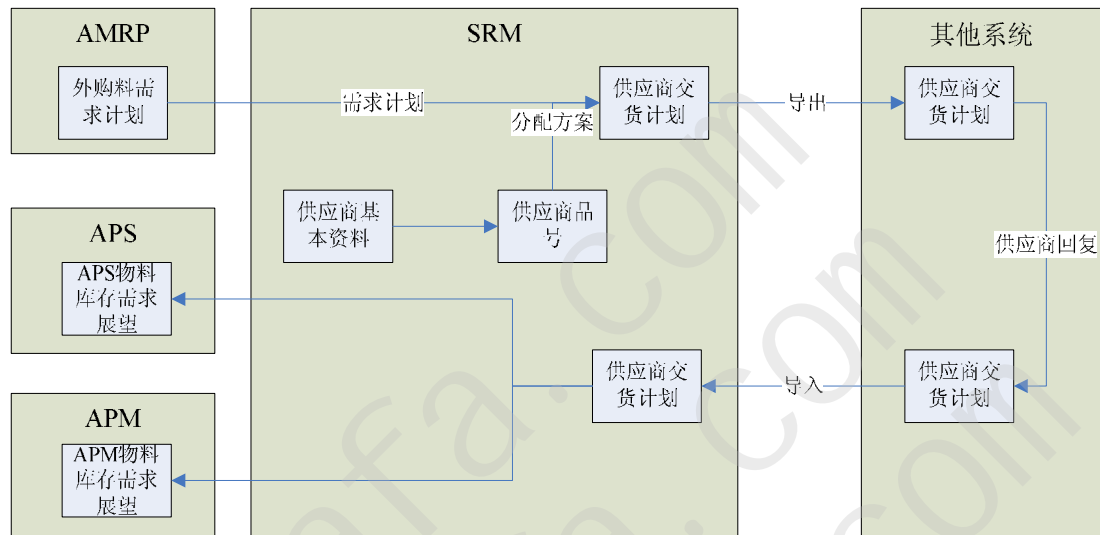 AMRP
外购料需
求计划
SRM
需求计划
分配方案
供应商交
货计划
导出
其他系统
供应商交
货计划
供应商基
本资料
供应商品
号
供应商回复
APS
APS物料
库存需求
展望
供应商交
货计划
导入
供应商交
货计划
APM
APM物料
库存需求
展望